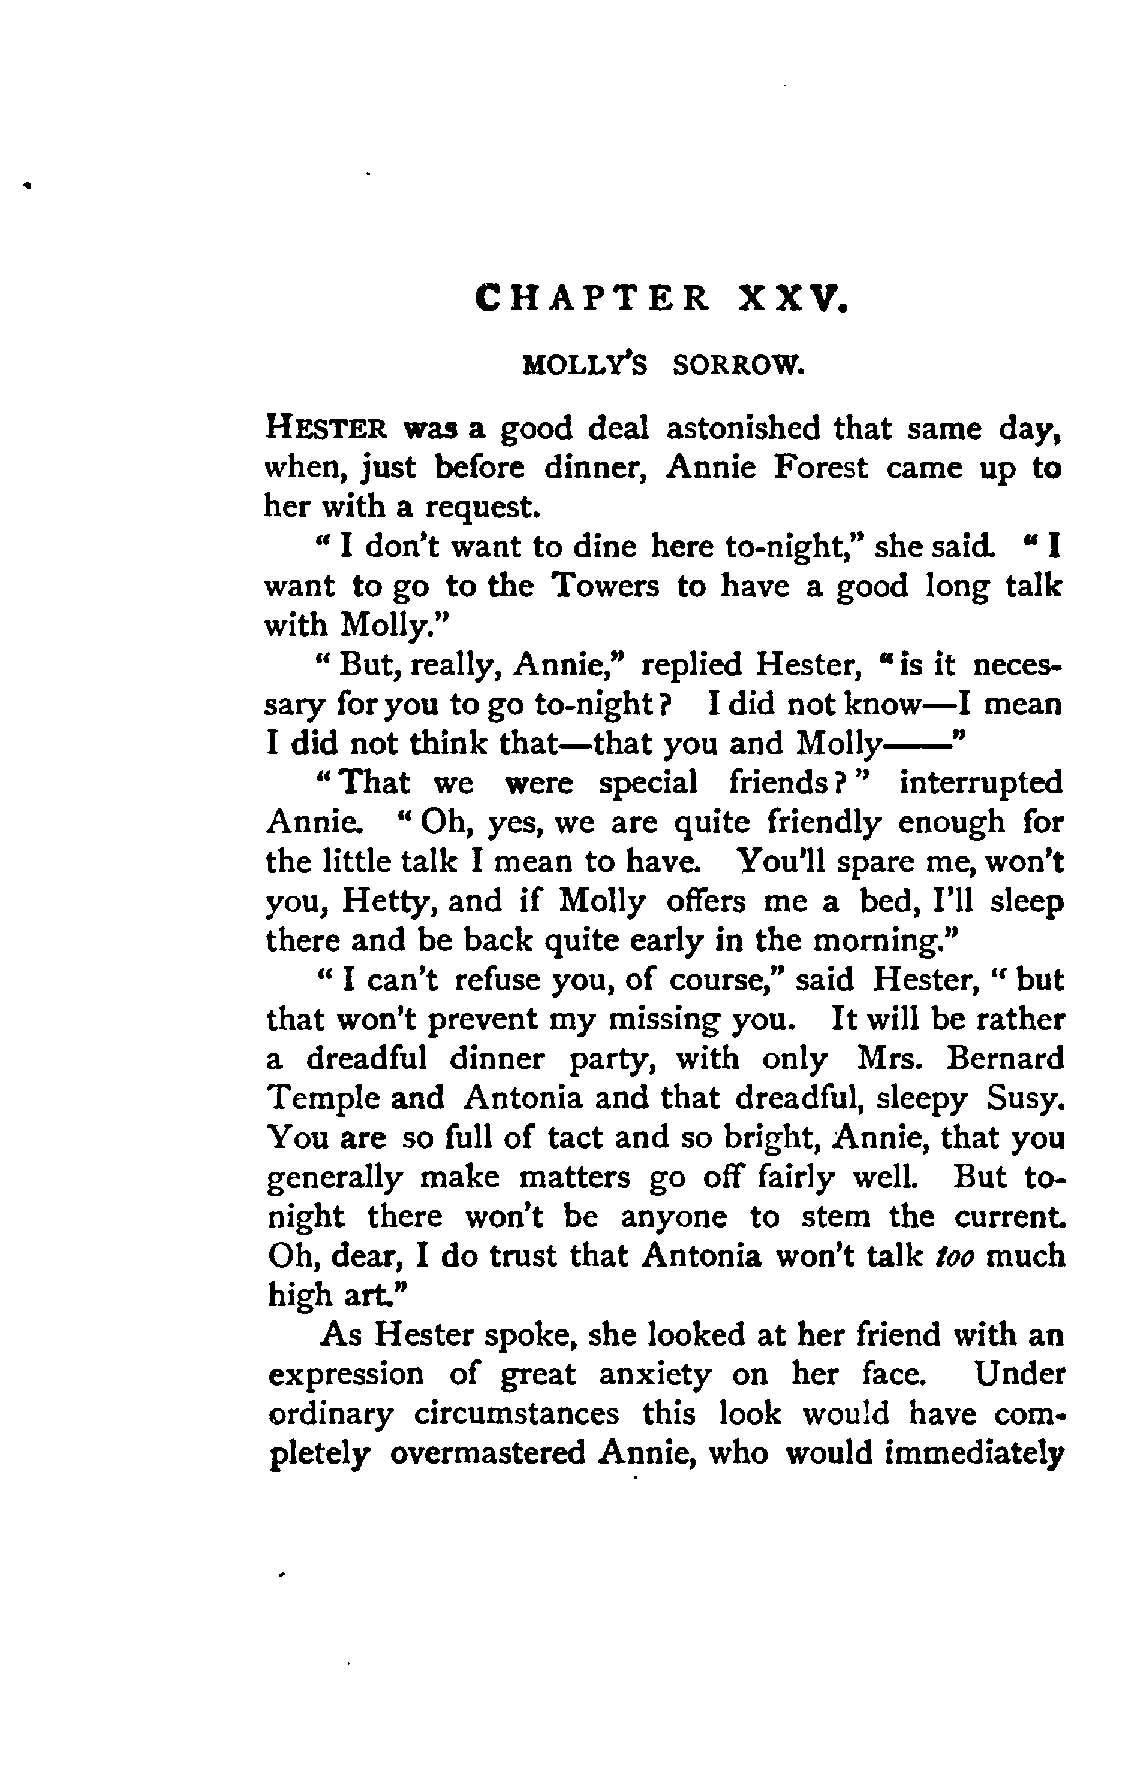 CHAPTER XXV.
MOLLY'S SORROW.
HESTER was a good deal astonished that same day,
when, just before dinner, Annie Forest came up to
her with a request.
"I don't want to dine here to-night," she said. "I
want to go to the Towers to have a good long talk
with Molly."
"But, really, Annie," replied Hester, "is it neces-
sary for you to go to-night? I did not know—I mean
I did not think that—that you and Molly——"
"That we were special friends?" interrupted
Annie. "Oh, yes, we are quite friendly enough for
the little talk I mean to have. You'll spare me, won't
you, Hetty, and if Molly offers me a bed, I'll sleep
there and be back quite early in the morning."
"I can't refuse you, of course," said Hester, "but
that won't prevent my missing you. It will be rather
a dreadful dinner party, with only Mrs. Bernard
Temple and Antonia and that dreadful, sleepy Susy.
You are so full of tact and so bright, Annie, that you
generally make matters go off fairly well. But to-
night there won't be anyone to stem the current.
Oh, dear, I do trust that Antonia won't talk too much
high art."
As Hester spoke, she looked at her friend with an
expression of great anxiety on her face. Under
ordinary circumstances this look would have com-
pletely overmastered Annie, who would immediately